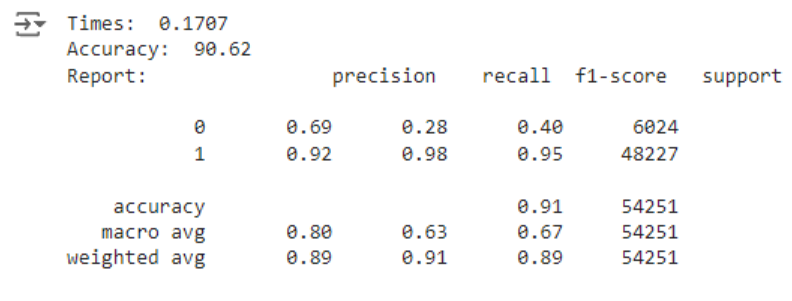 Times: 0.1707
Accuracy: 90.62
Report: precision recall f1-score support
0 0.69 0.28 0.40 6024
1 0.92 0.98 0.95 48227
accuracy 0.91 54251
macro avg 0.80 0.63 0.67 54251
weighted avg 0.89 0.91 0.89 54251